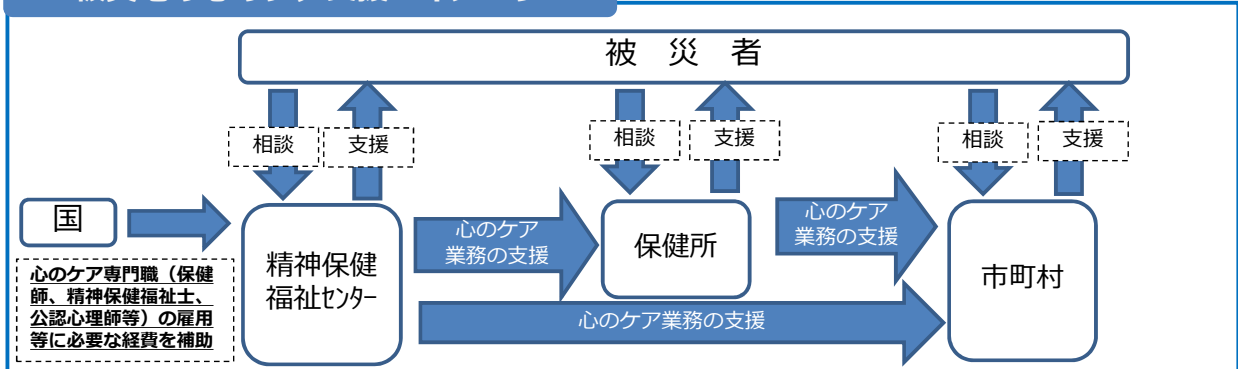 被 災 者
相談
支援
相談
支援
相談
支援
国
心のケア専門職（保健
師、精神保健福祉士、
公認心理師等）の雇用
等に必要な経費を補助
精神保健
福祉センター
心のケア
業務の支援
保健所
心のケア
業務の支援
市町村
心のケア業務の支援